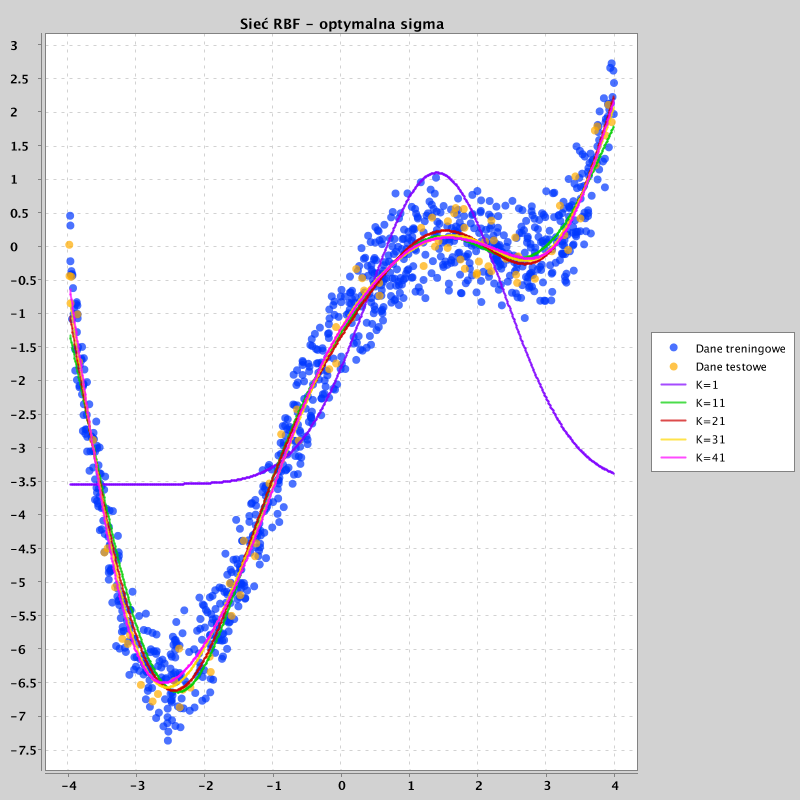 Sieć RBF – optymalna sigma
3
2.5
2
1.5
1
0.5
0
-0.5
-1
-1.5
-2
-2.5
-3
-3.5
-4
-4.5
-5
-5.5
-6
-6.5
-7
-7.5
-4 -3 -2 -1 0 1 2 3 4
Dane treningowe
Dane testowe
K=1
K=11
K=21
K=31
K=41